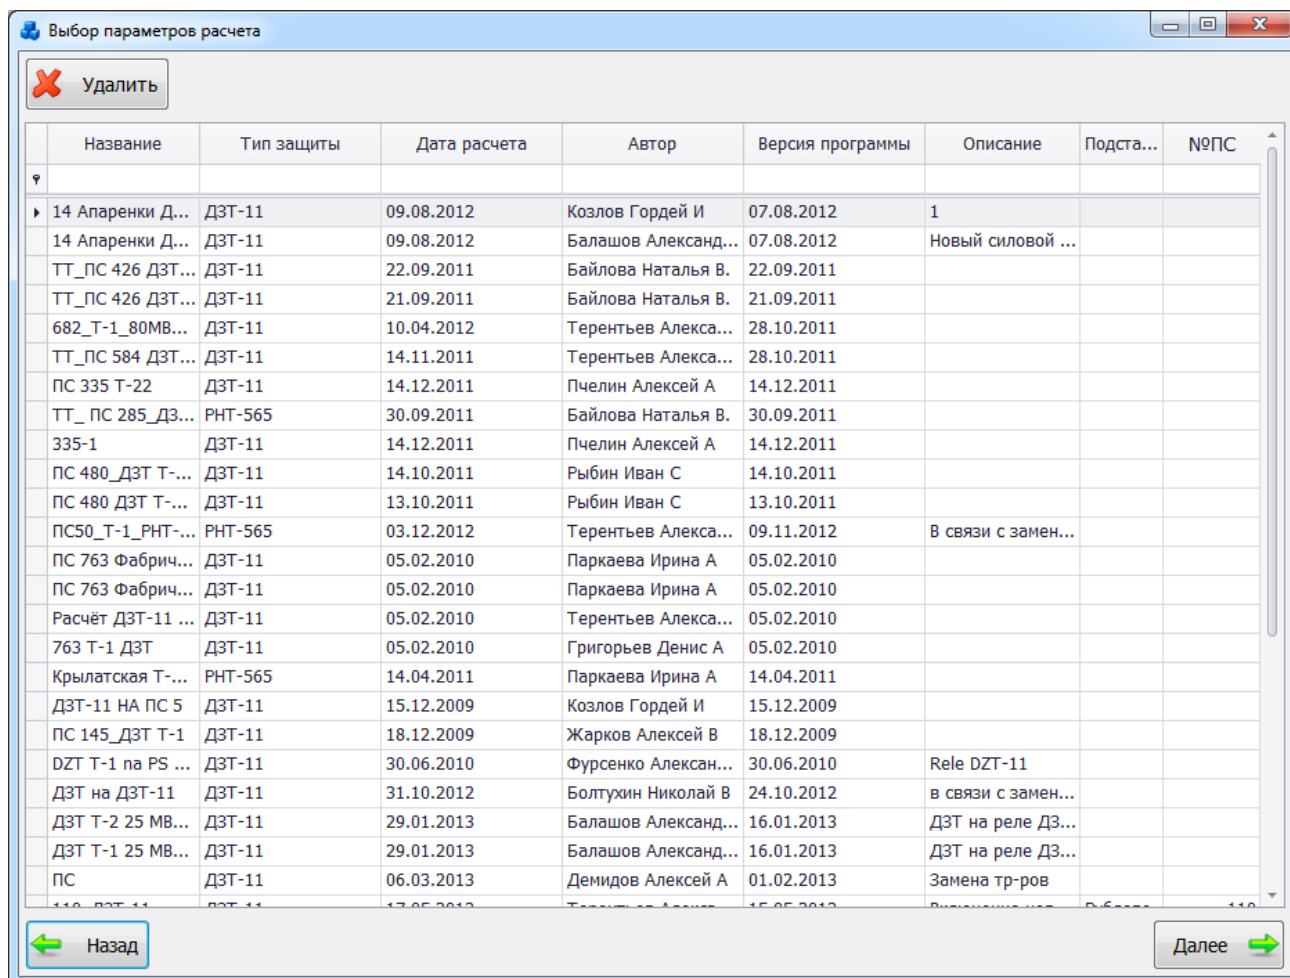 Выбор параметров расчета
Удалить
Название Тип защиты Дата расчета Автор Версия программы Описание Подста... №ПС
14 Апаренки Д... ДЗТ-11 09.08.2012 Козлов Гордей И 07.08.2012 1
14 Апаренки Д... ДЗТ-11 09.08.2012 Балашов Александ... 07.08.2012 Новый силовой ...
ТТ_ПС 426 ДЗТ... ДЗТ-11 22.09.2011 Байлова Наталья В. 22.09.2011
ТТ_ПС 426 ДЗТ... ДЗТ-11 21.09.2011 Байлова Наталья В. 21.09.2011
682_Т-1_80МВ... ДЗТ-11 10.04.2012 Терентьев Алекса... 28.10.2011
ТТ_ПС 584 ДЗТ... ДЗТ-11 14.11.2011 Терентьев Алекса... 28.10.2011
ПС 335 Т-22 ДЗТ-11 14.12.2011 Пчелин Алексей А 14.12.2011
ТТ_ ПС 285_ДЗ... РНТ-565 30.09.2011 Байлова Наталья В. 30.09.2011
335-1 ДЗТ-11 14.12.2011 Пчелин Алексей А 14.12.2011
ПС 480_ДЗТ Т-... ДЗТ-11 14.10.2011 Рыбин Иван С 14.10.2011
ПС 480 ДЗТ Т-... ДЗТ-11 13.10.2011 Рыбин Иван С 13.10.2011
ПС50_Т-1_РНТ-... РНТ-565 03.12.2012 Терентьев Алекса... 09.11.2012 В связи с замен...
ПС 763 Фабрич... ДЗТ-11 05.02.2010 Паркаева Ирина А 05.02.2010
ПС 763 Фабрич... ДЗТ-11 05.02.2010 Паркаева Ирина А 05.02.2010
Расчёт ДЗТ-11 ... ДЗТ-11 05.02.2010 Терентьев Алекса... 05.02.2010
763 Т-1 ДЗТ ДЗТ-11 05.02.2010 Григорьев Денис А 05.02.2010
Крылатская Т-... РНТ-565 14.04.2011 Паркаева Ирина А 14.04.2011
ДЗТ-11 НА ПС 5 ДЗТ-11 15.12.2009 Козлов Гордей И 15.12.2009
ПС 145_ДЗТ Т-1 ДЗТ-11 18.12.2009 Жарков Алексей В 18.12.2009
DZT T-1 na PS ... ДЗТ-11 30.06.2010 Фурсенко Алексан... 30.06.2010 Rele DZT-11
ДЗТ на ДЗТ-11 ДЗТ-11 31.10.2012 Болтухин Николай В 24.10.2012 в связи с замен...
ДЗТ Т-2 25 МВ... ДЗТ-11 29.01.2013 Балашов Александ... 16.01.2013 ДЗТ на реле ДЗ...
ДЗТ Т-1 25 МВ... ДЗТ-11 29.01.2013 Балашов Александ... 16.01.2013 ДЗТ на реле ДЗ...
ПС ДЗТ-11 06.03.2013 Демидов Алексей А 01.02.2013 Замена тр-ров
Назад Далее